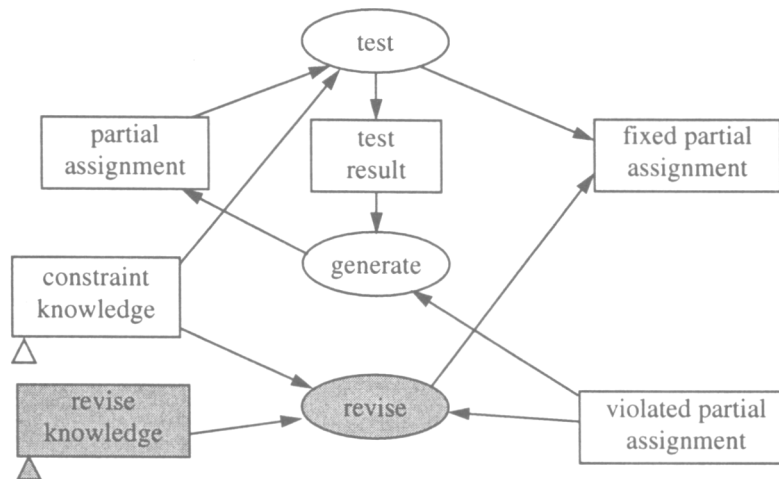 test
partial
assignment
test
result
fixed partial
assignment
generate
constraint
knowledge
revise
knowledge
revise
violated partial
assignment